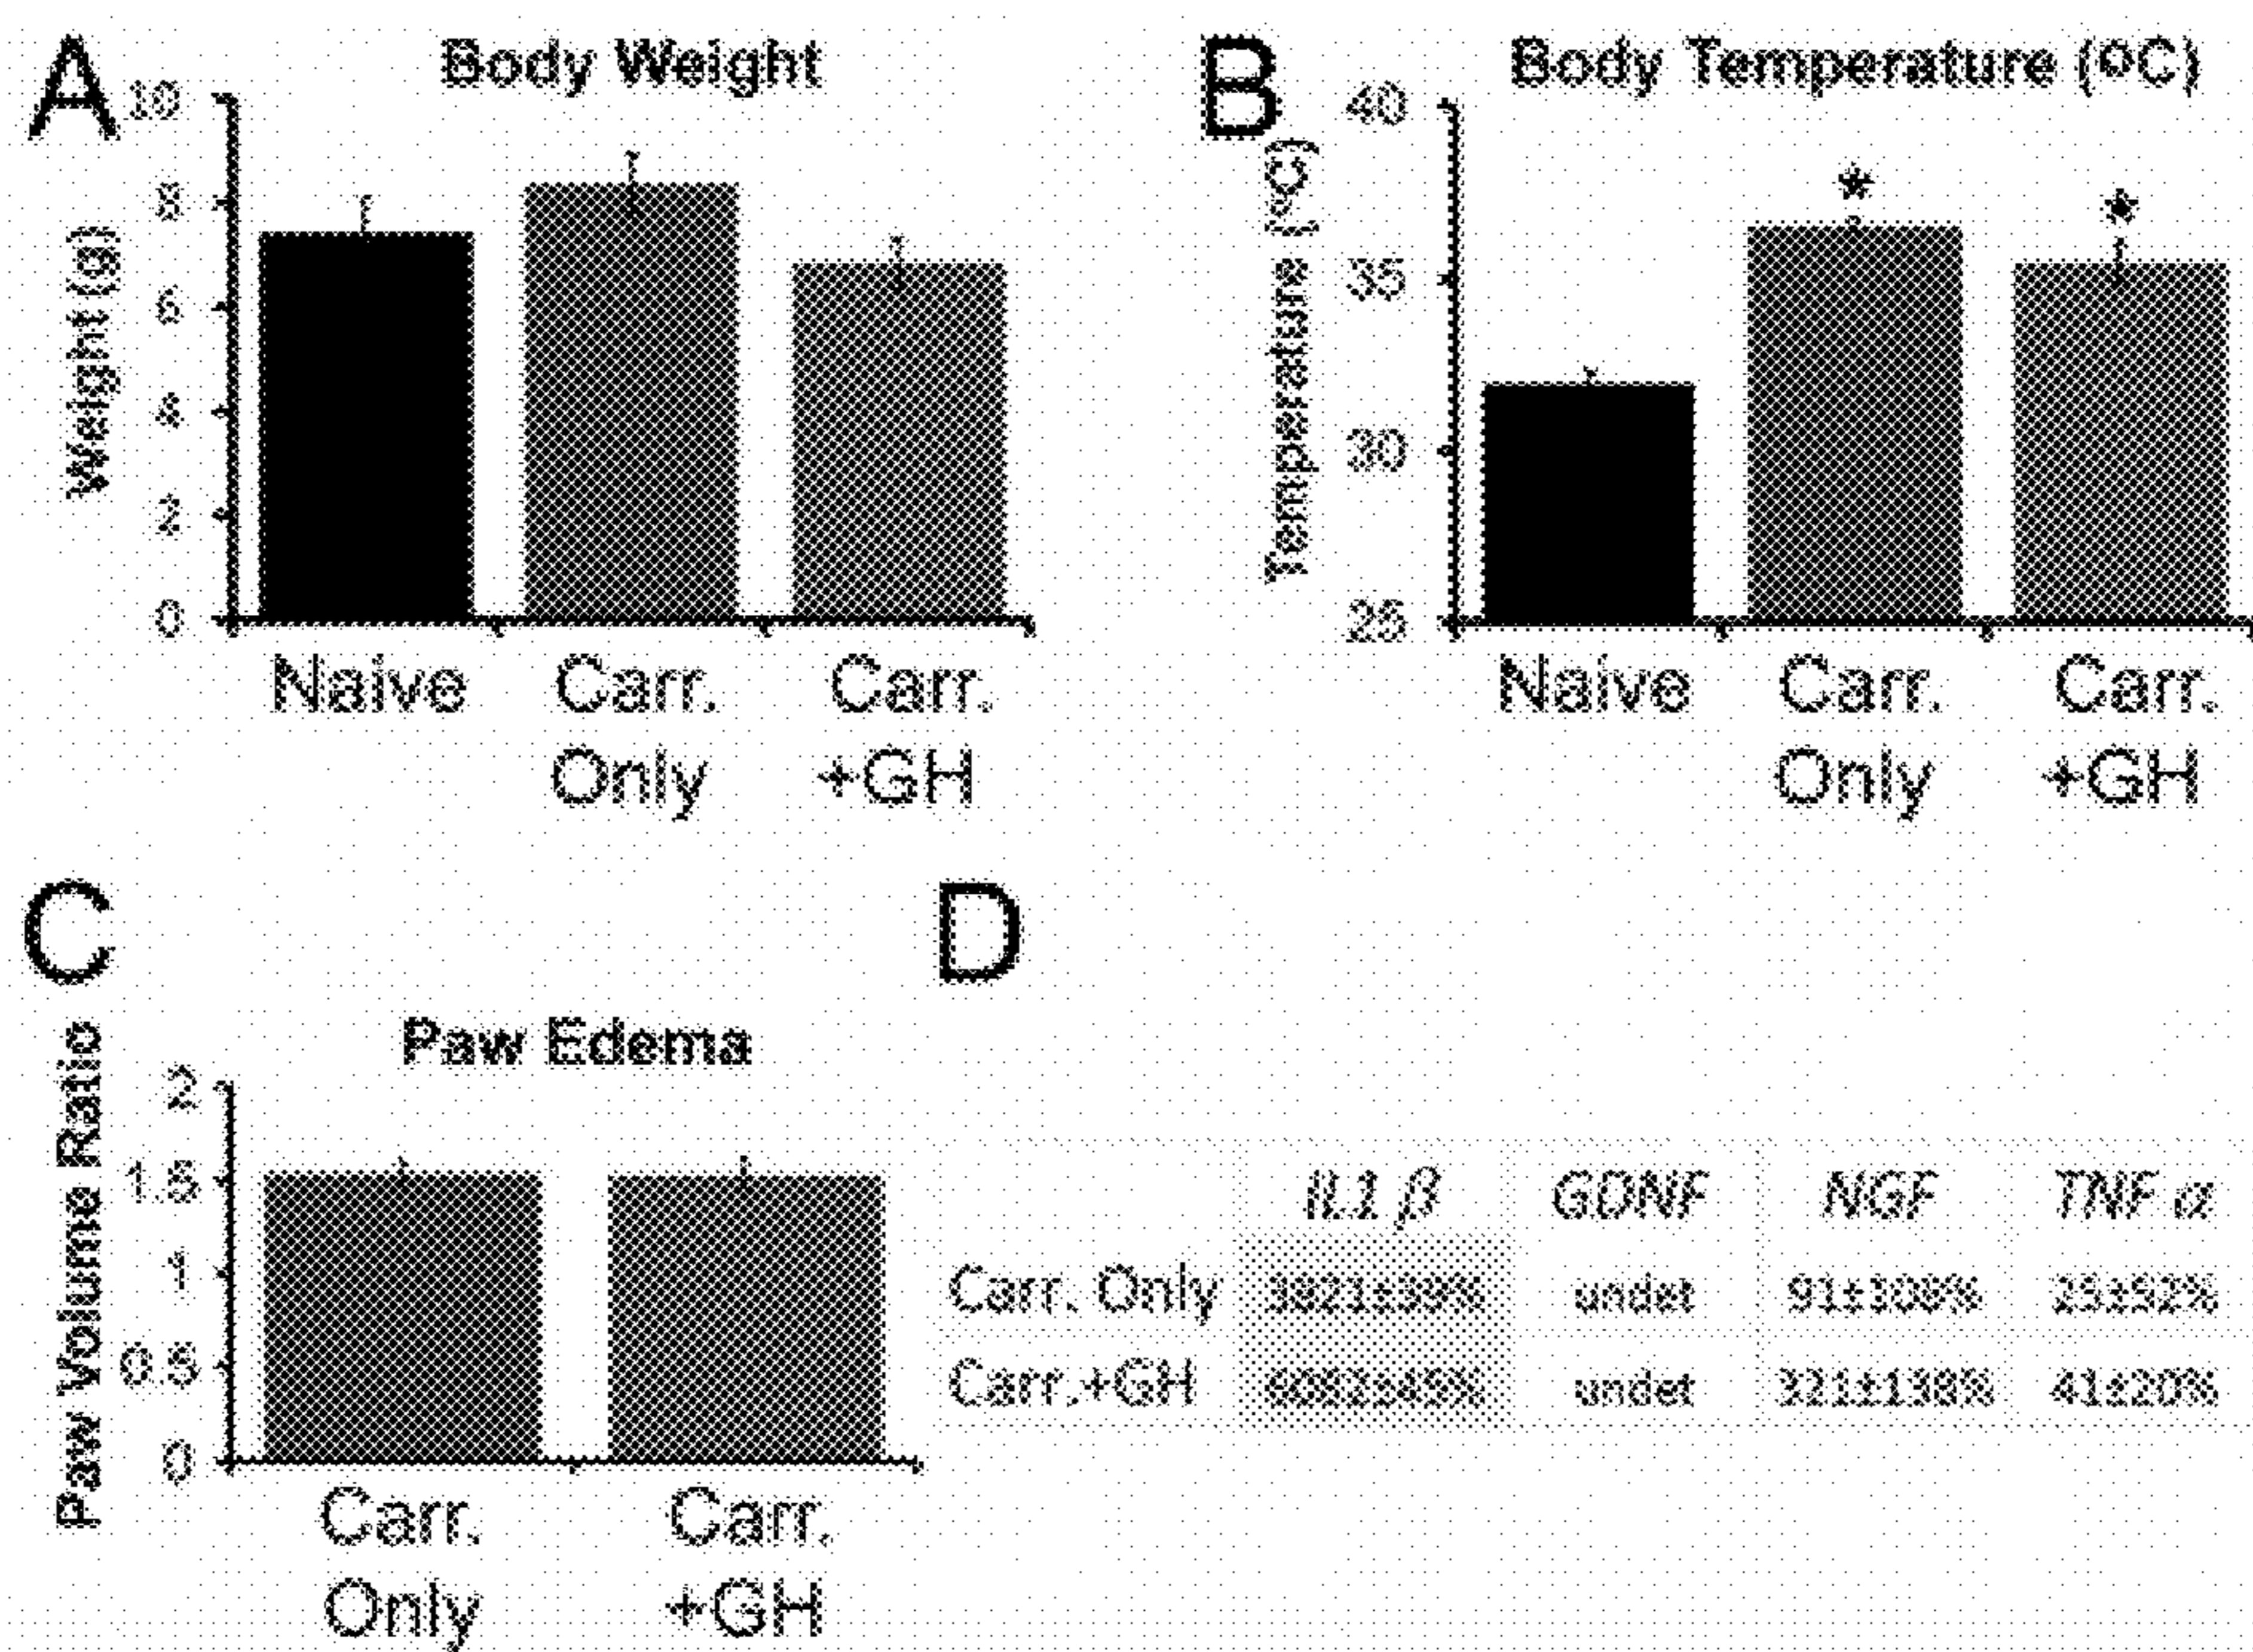 A
Body Weight
Weight (g)
10
8
6
4
2
0
Naive
Carr.
Only
Carr.
+GH
B
Body Temperature (ºC)
Temperature (ºC)
40
35
30
25
Naive
Carr.
Only
Carr.
+GH
*
*
C
Paw Edema
Paw Volume Ratio
2
1.5
1
0.5
0
Carr.
Only
Carr.
+GH
D
IL1 β GDNF NGF TNF α
Carr. Only undet 91±108% 25±52%
Carr.+GH undet 321±138% 41±20%